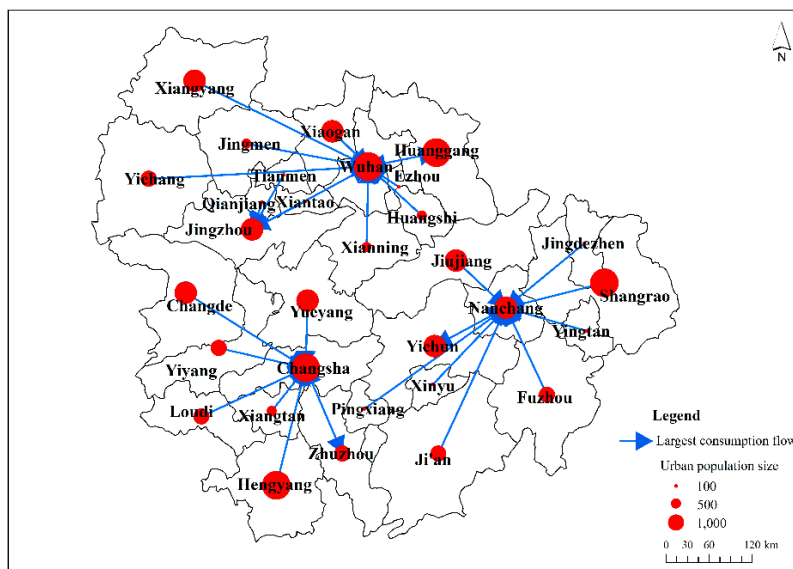 N
Xiangyang
Jingmen
Xiaogan
Huanggang
Wuhan
Yichang
Tianmen
Ezhou
Qianjiang
Xiantao
Huangshi
Jingzhou
Xianning
Jingdezhen
Jiujiang
Shangrao
Changde
Yueyang
Nanchang
Yingtan
Yichun
Yiyang
Changsha
Xinyu
Fuzhou
Loudi
Xiangtan
Pingxiang
Zhuzhou
Ji'an
Hengyang
Legend
Largest consumption flow
Urban population size
100
500
1,000
0 30 60 120 km